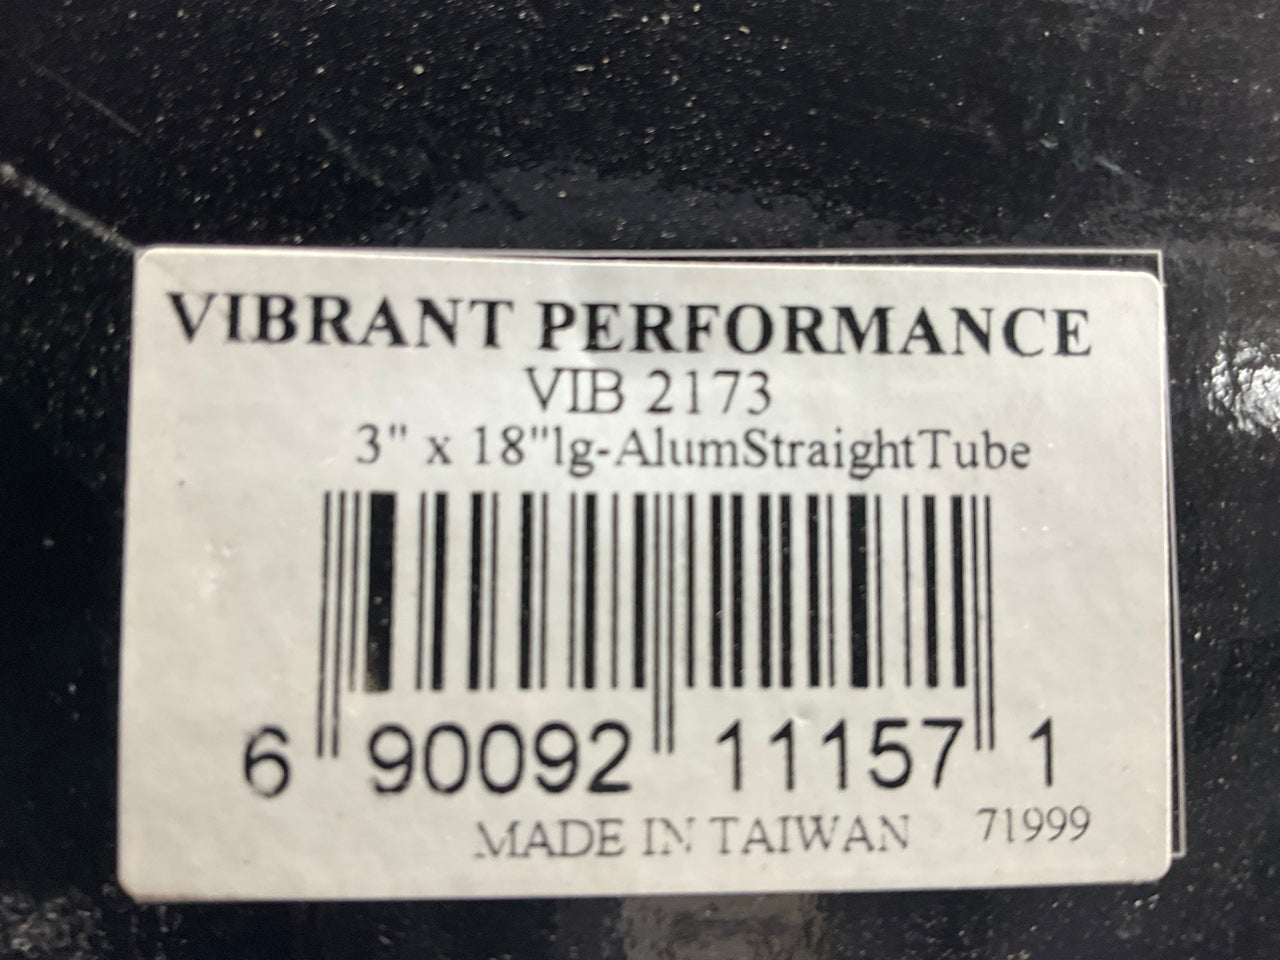 VIBRANT PERFORMANCE
VIB 2173
3" x 18"lg-AlumStraightTube
6 90092 11157 1
MADE IN TAIWAN 71999